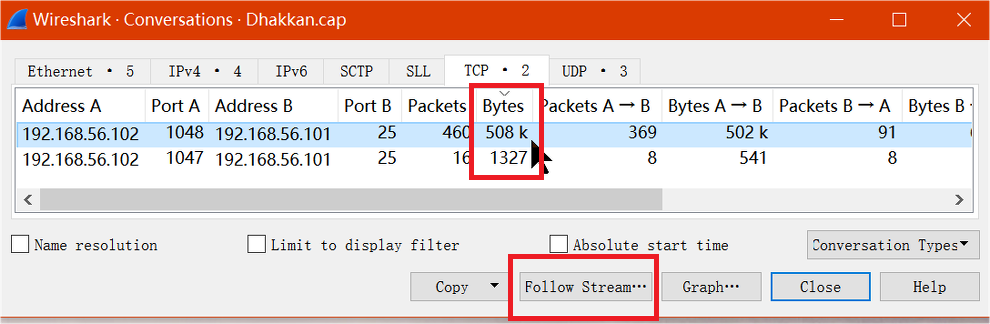 Wireshark · Conversations · Dhakkan.cap
Ethernet · 5 IPv4 · 4 IPv6 SCTP SLL TCP · 2 UDP · 3
Address A Port A Address B Port B Packets Bytes Packets A → B Bytes A → B Packets B → A Bytes B
192.168.56.102 1048 192.168.56.101 25 460 508 k 369 502 k 91
192.168.56.102 1047 192.168.56.101 25 16 1327 8 541 8
Name resolution Limit to display filter Absolute start time Conversation Types
Copy Follow Stream… Graph… Close Help